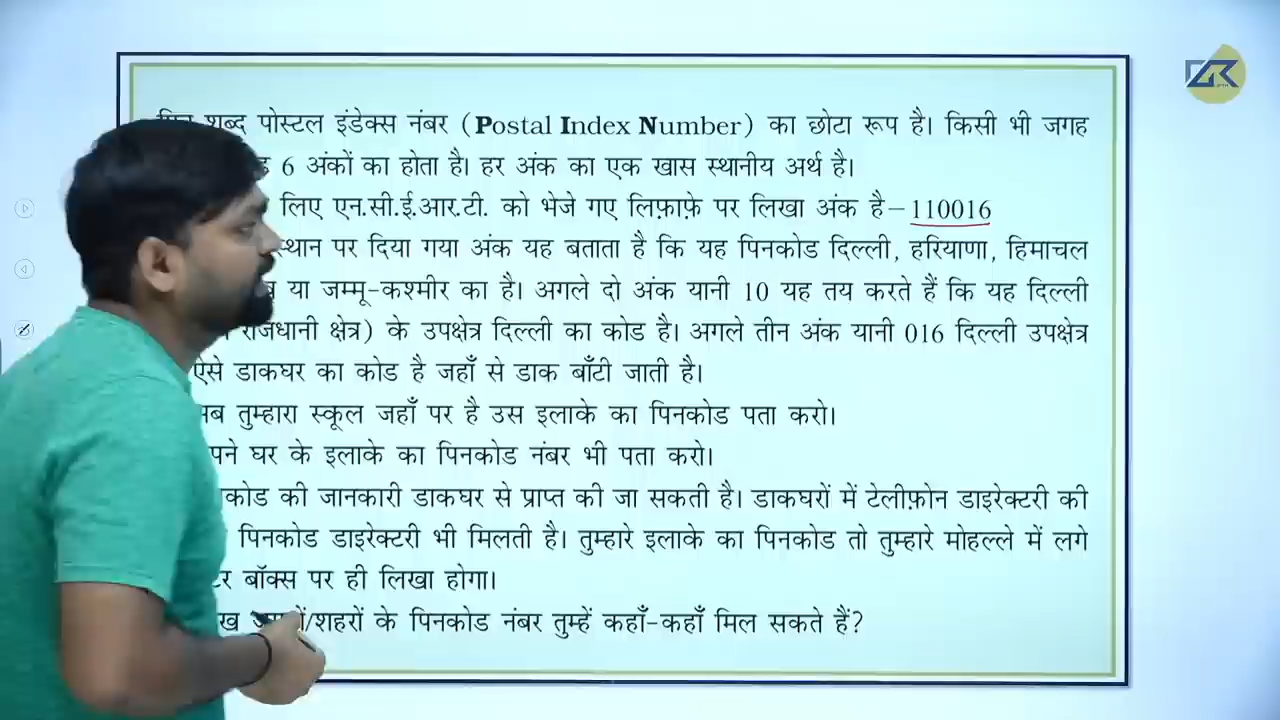 शब्द पोस्टल इंडेक्स नंबर (Postal Index Number) का छोटा रूप है। किसी भी जगह
6 अंकों का होता है। हर अंक का एक खास स्थानीय अर्थ है।
लिए एन.सी.ई.आर.टी. को भेजे गए लिफ़ाफ़े पर लिखा अंक है–110016
पर दिया गया अंक यह बताता है कि यह पिनकोड दिल्ली, हरियाणा, हिमाचल
या जम्मू-कश्मीर का है। अगले दो अंक यानी 10 यह तय करते हैं कि यह दिल्ली
क्षेत्र) के उपक्षेत्र दिल्ली का कोड है। अगले तीन अंक यानी 016 दिल्ली उपक्षेत्र
ऐसे डाकघर का कोड है जहाँ से डाक बाँटी जाती है।
तुम्हारा स्कूल जहाँ पर है उस इलाके का पिनकोड पता करो।
घर के इलाके का पिनकोड नंबर भी पता करो।
की जानकारी डाकघर से प्राप्त की जा सकती है। डाकघरों में टेलीफ़ोन डाइरेक्टरी की
पिनकोड डाइरेक्टरी भी मिलती है। तुम्हारे इलाके का पिनकोड तो तुम्हारे मोहल्ले में लगे
बॉक्स पर ही लिखा होगा।
/शहरों के पिनकोड नंबर तुम्हें कहाँ-कहाँ मिल सकते हैं?